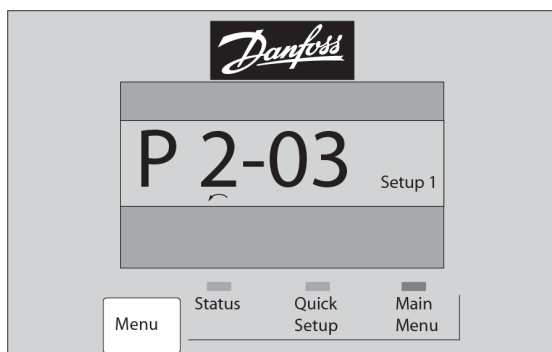 Danfoss
P 2-03
Setup 1
Status
Quick
Setup
Main
Menu
Menu